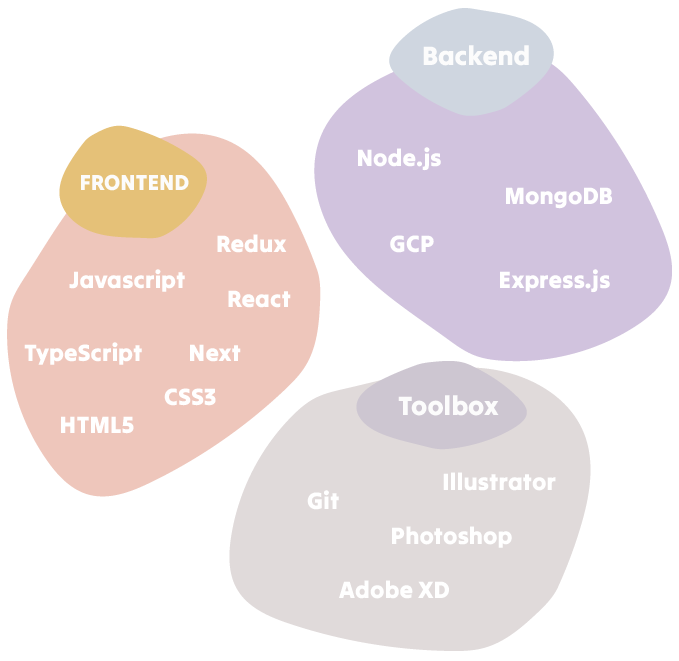 Backend
Node.js
MongoDB
GCP
Express.js
FRONTEND
Redux
Javascript
React
TypeScript
Next
CSS3
HTML5
Toolbox
Illustrator
Git
Photoshop
Adobe XD